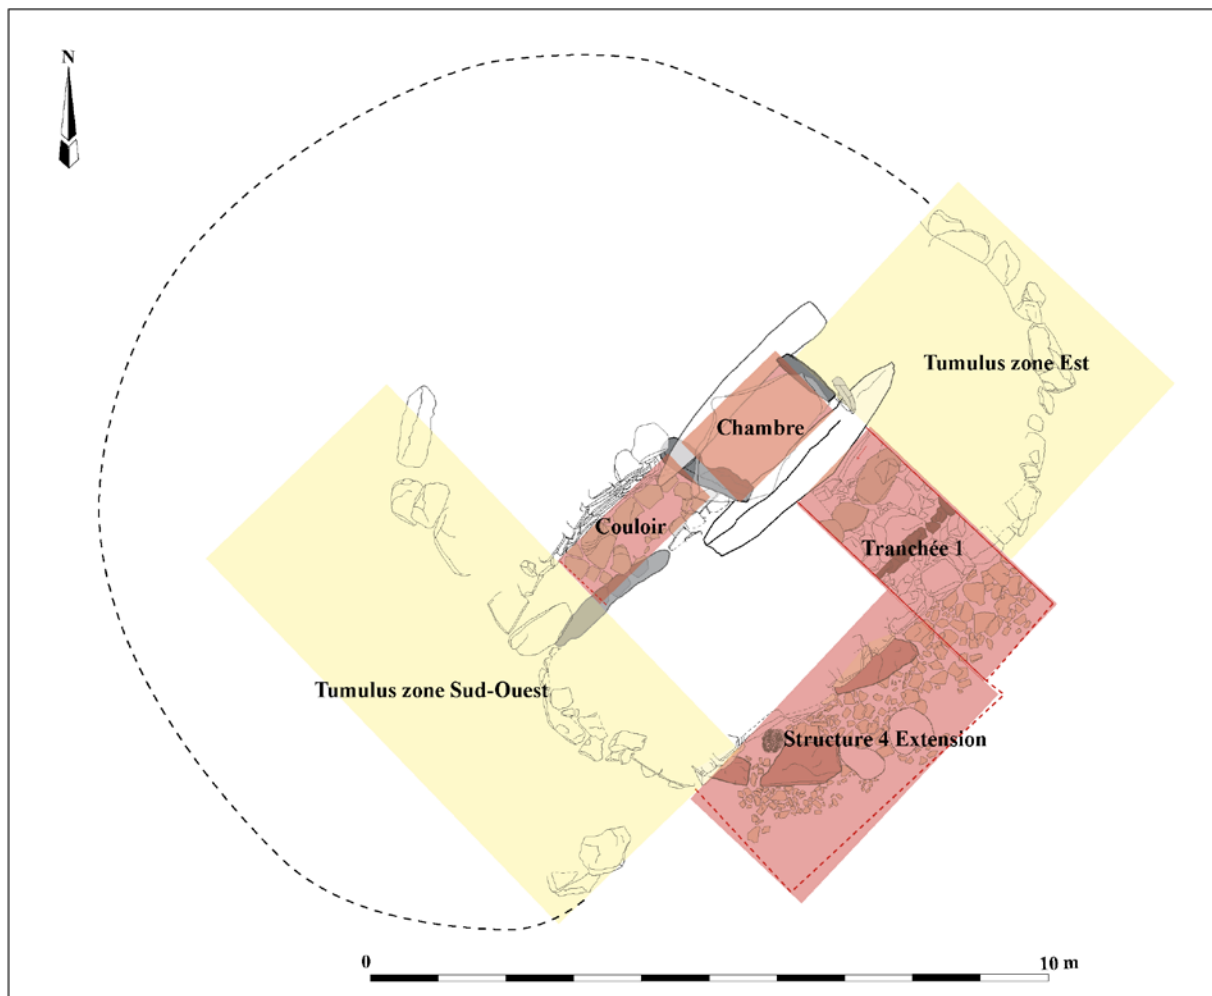 N
Tumulus zone Est
Chambre
Couloir
Tranchée 1
Tumulus zone Sud-Ouest
Structure 4 Extension
0
10 m